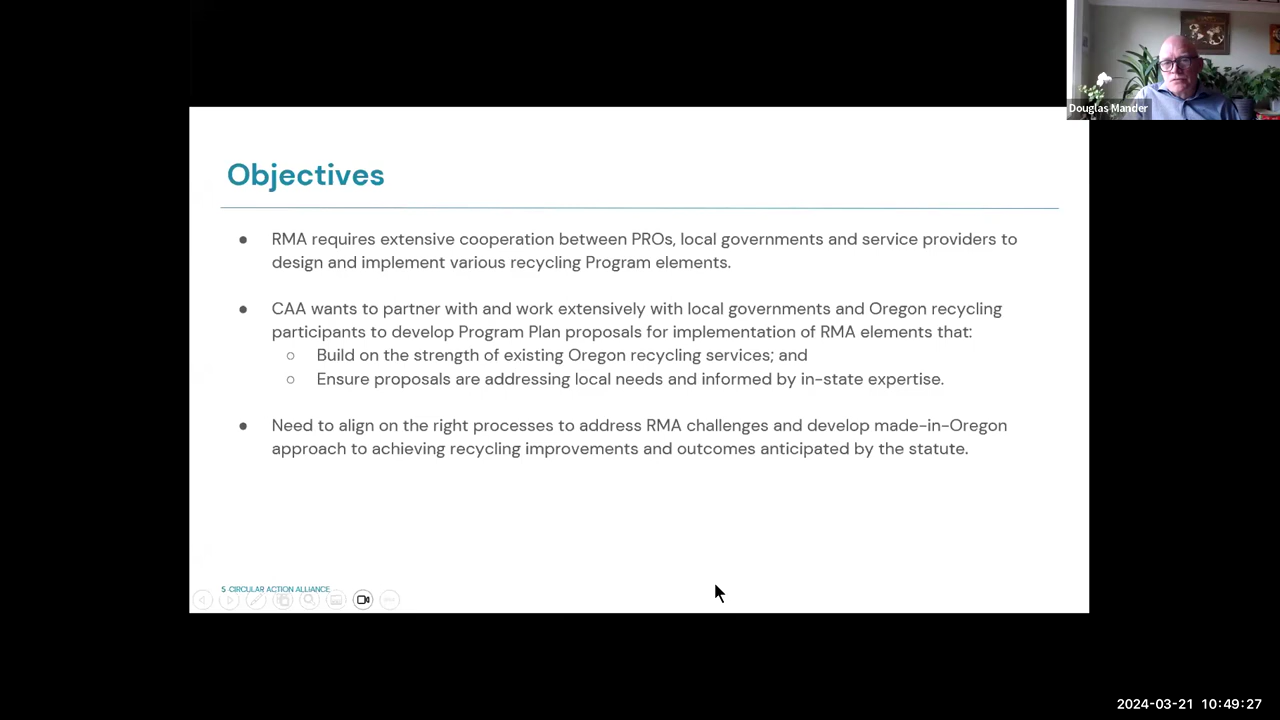 Douglas Mander
Objectives
● RMA requires extensive cooperation between PROs, local governments and service providers to
design and implement various recycling Program elements.
● CAA wants to partner with and work extensively with local governments and Oregon recycling
participants to develop Program Plan proposals for implementation of RMA elements that:
○ Build on the strength of existing Oregon recycling services; and
○ Ensure proposals are addressing local needs and informed by in-state expertise.
● Need to align on the right processes to address RMA challenges and develop made-in-Oregon
approach to achieving recycling improvements and outcomes anticipated by the statute.
5 CIRCULAR ACTION ALLIANCE
2024-03-21 10:49:27